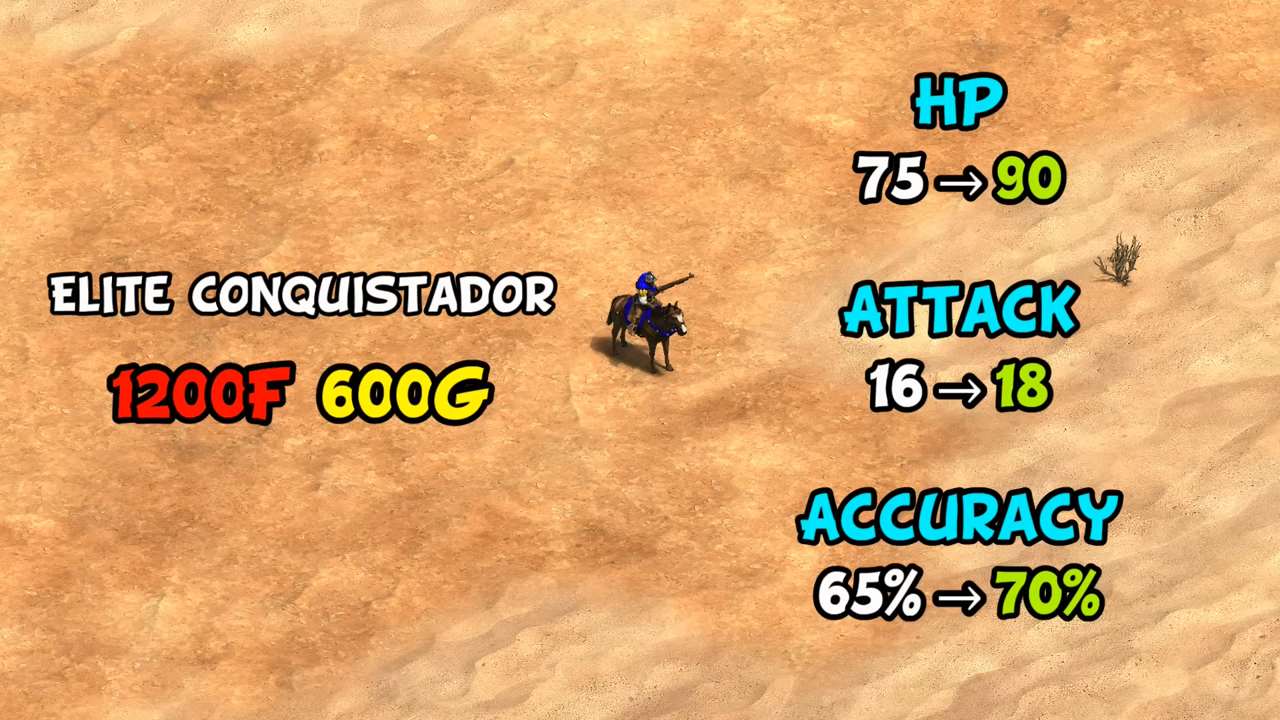 ELITE CONQUISTADOR
1200F 600G
HP
75→90
ATTACK
16→18
ACCURACY
65%→70%